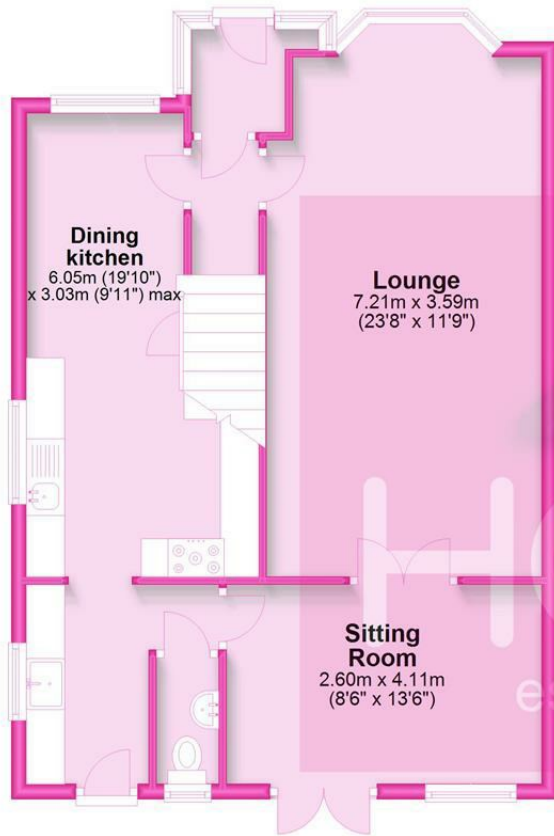 Dining
kitchen
6.05m (19'10")
x 3.03m (9'11") max
Lounge
7.21m x 3.59m
(23'8" x 11'9")
Sitting
Room
2.60m x 4.11m
(8'6" x 13'6")